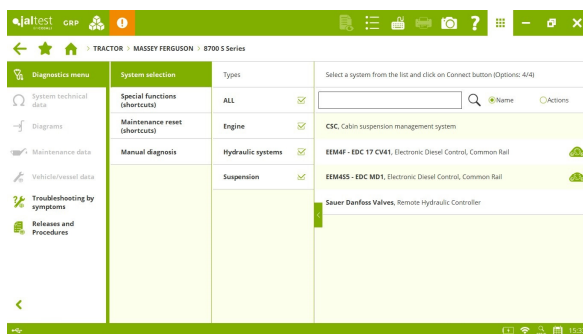 jaltest GRP
TRACTOR > MASSEY FERGUSON > 8700 S Series
Diagnostics menu
System technical
data
Diagrams
Maintenance data
Vehicle/vessel data
Troubleshooting by
symptoms
Releases and
Procedures
System selection
Special functions
(shortcuts)
Maintenance reset
(shortcuts)
Manual diagnosis
Types
ALL
Engine
Hydraulic systems
Suspension
Select a system from the list and click on Connect button (Options: 4/4)
Name
Actions
CSC, Cabin suspension management system
EEM4F - EDC 17 CV41, Electronic Diesel Control, Common Rail
EEM4S5 - EDC MD1, Electronic Diesel Control, Common Rail
Sauer Danfoss Valves, Remote Hydraulic Controller